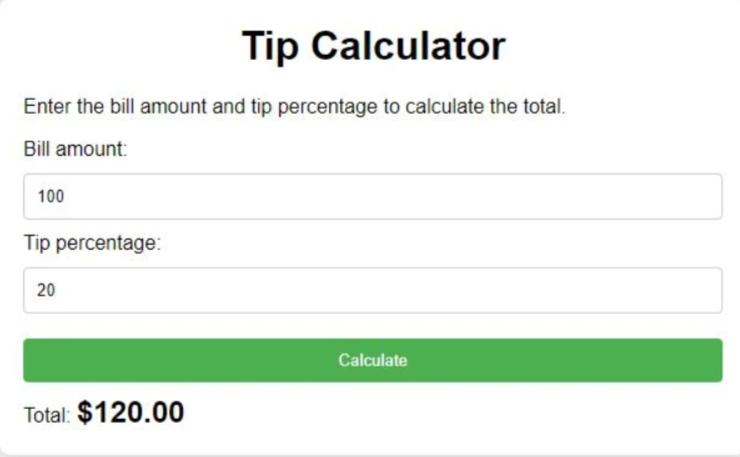 Tip Calculator
Enter the bill amount and tip percentage to calculate the total.
Bill amount:
100
Tip percentage:
20
Calculate
Total: $120.00